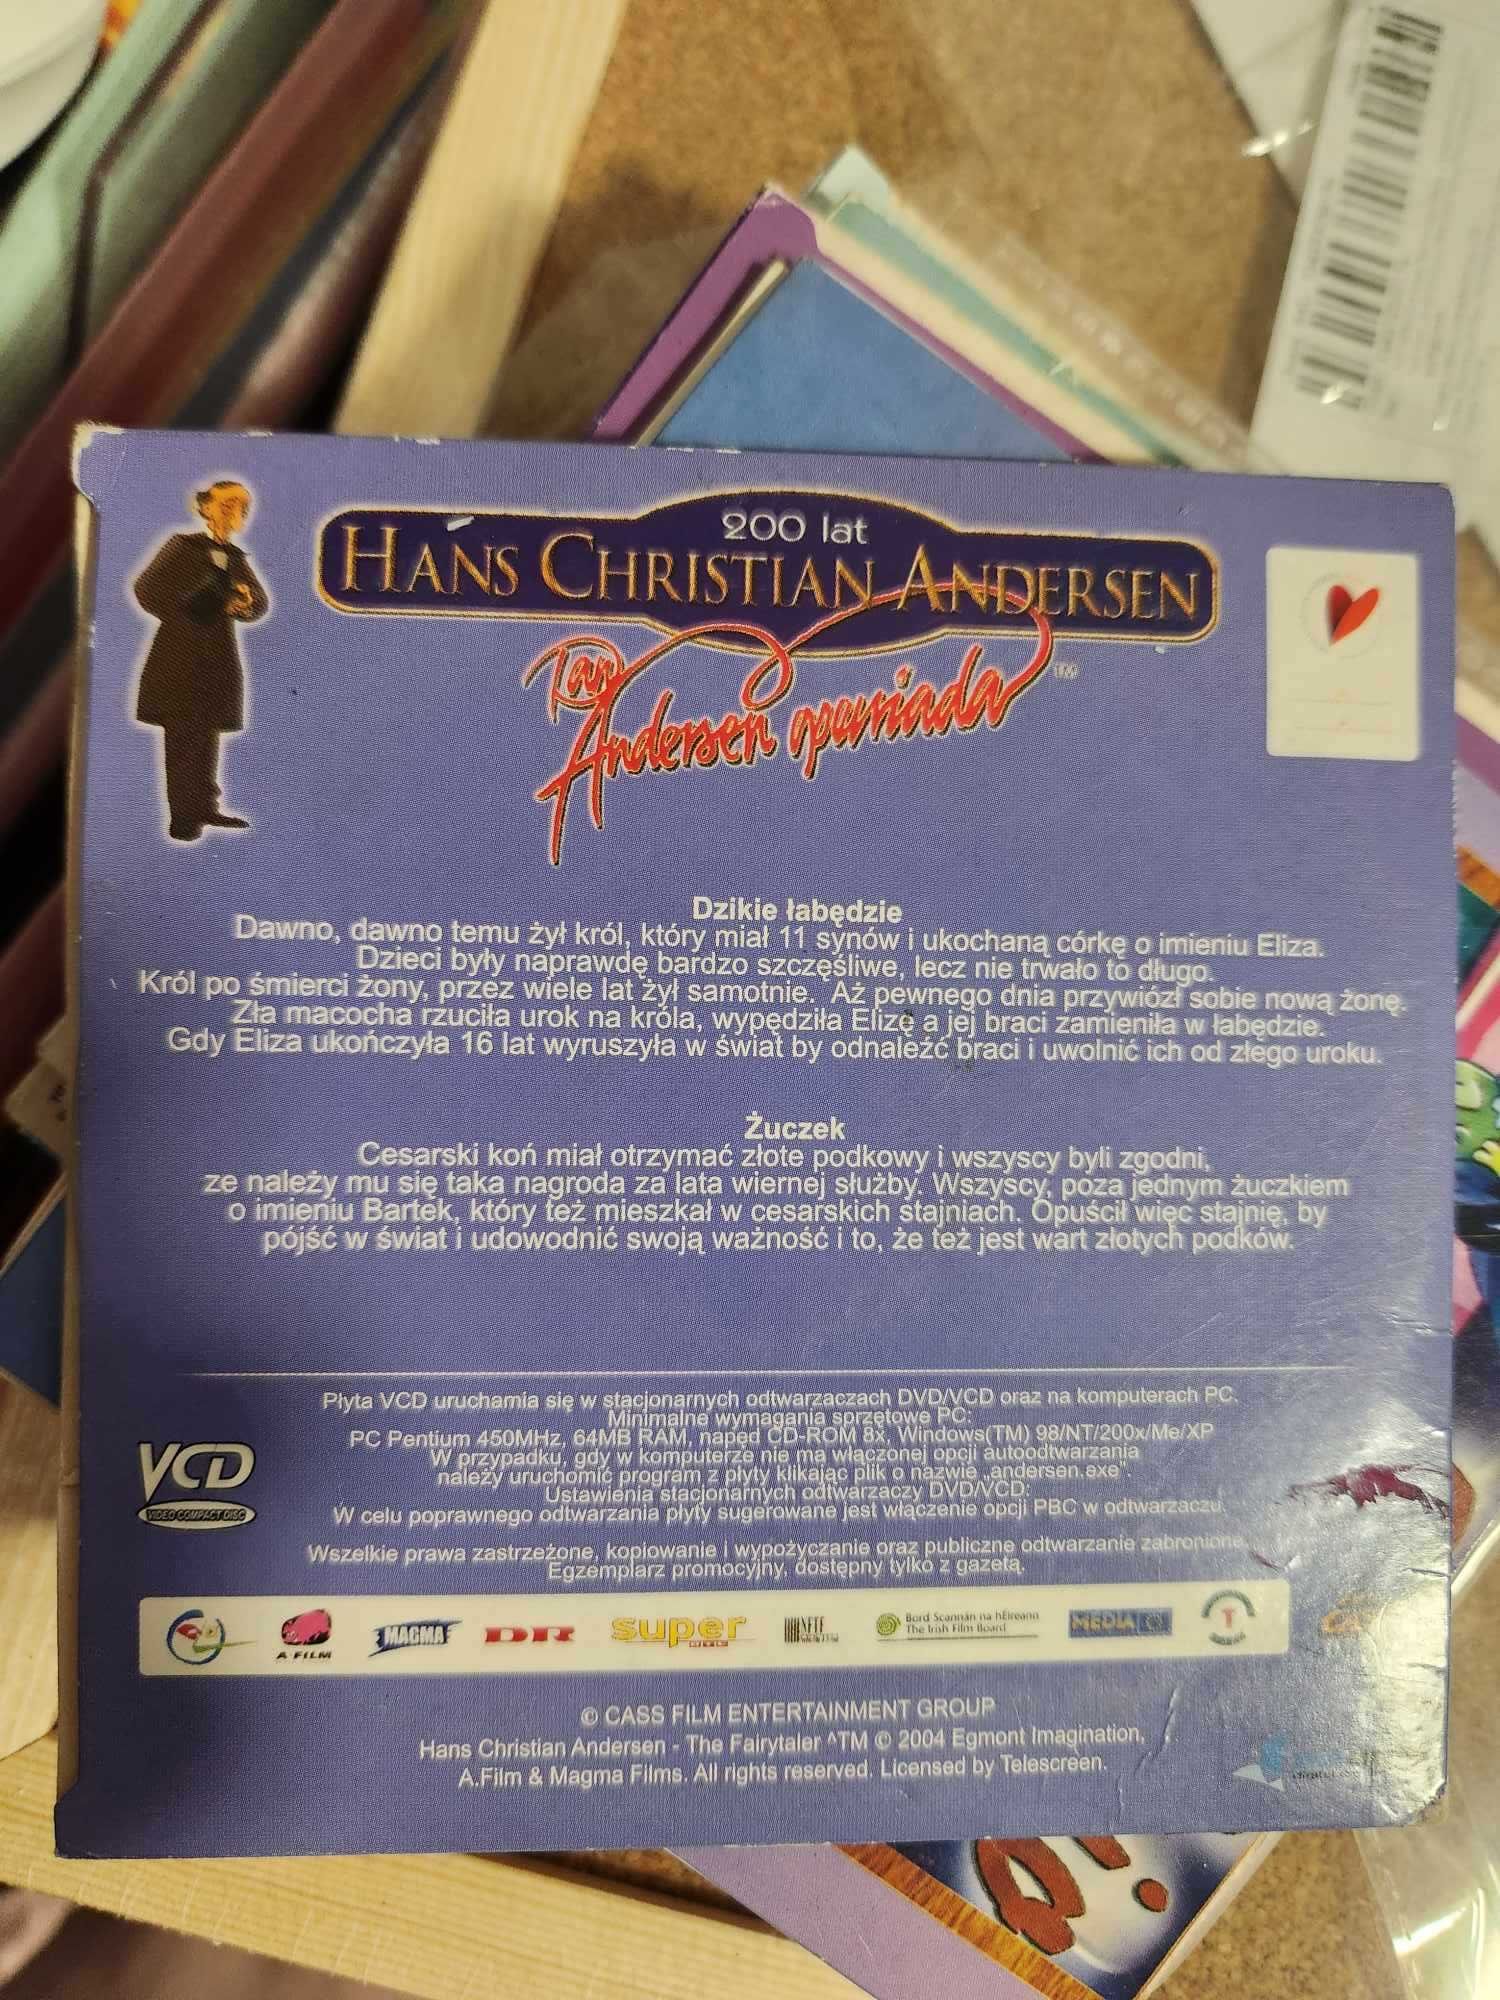 200 lat
HANS CHRISTIAN ANDERSEN
Pan
Andersen opowiada
TM
Dzikie łabędzie
Dawno, dawno temu żył król, który miał 11 synów i ukochaną córkę o imieniu Eliza.
Dzieci były naprawdę bardzo szczęśliwe, lecz nie trwało to długo.
Król po śmierci żony, przez wiele lat żył samotnie. Aż pewnego dnia przywiózł sobie nową żonę.
Zła macocha rzuciła urok na króla, wypędziła Elizę a jej braci zamieniła w łabędzie.
Gdy Eliza ukończyła 16 lat wyruszyła w świat by odnaleźć braci i uwolnić ich od złego uroku.
Żuczek
Cesarski koń miał otrzymać złote podkowy i wszyscy byli zgodni,
ze należy mu się taka nagroda za lata wiernej służby. Wszyscy, poza jednym żuczkiem
o imieniu Bartek, który też mieszkał w cesarskich stajniach. Opuścił więc stajnię, by
pójść w świat i udowodnić swoją ważność i to, że też jest wart złotych podków.
Płyta VCD uruchamia się w stacjonarnych odtwarzaczach DVD/VCD oraz na komputerach PC.
Minimalne wymagania sprzętowe PC:
PC Pentium 450MHz, 64MB RAM, napęd CD-ROM 8x, Windows(TM) 98/NT/200x/Me/XP
W przypadku, gdy w komputerze nie ma włączonej opcji autoodtwarzania
należy uruchomić program z płyty klikając plik o nazwie „andersen.exe".
Ustawienia stacjonarnych odtwarzaczy DVD/VCD:
W celu poprawnego odtwarzania płyty sugerowane jest włączenie opcji PBC w odtwarzaczu.
VCD
VIDEO COMPACT DISC
Wszelkie prawa zastrzeżone, kopiowanie i wypożyczanie oraz publiczne odtwarzanie zabronione.
Egzemplarz promocyjny, dostępny tylko z gazetą.
A·FILM
MAGMA
DR
super
RTL
Bord Scannán na hÉireann
The Irish Film Board
MEDIA
© CASS FILM ENTERTAINMENT GROUP
Hans Christian Andersen - The Fairytaler ^TM © 2004 Egmont Imagination,
A.Film & Magma Films. All rights reserved. Licensed by Telescreen.